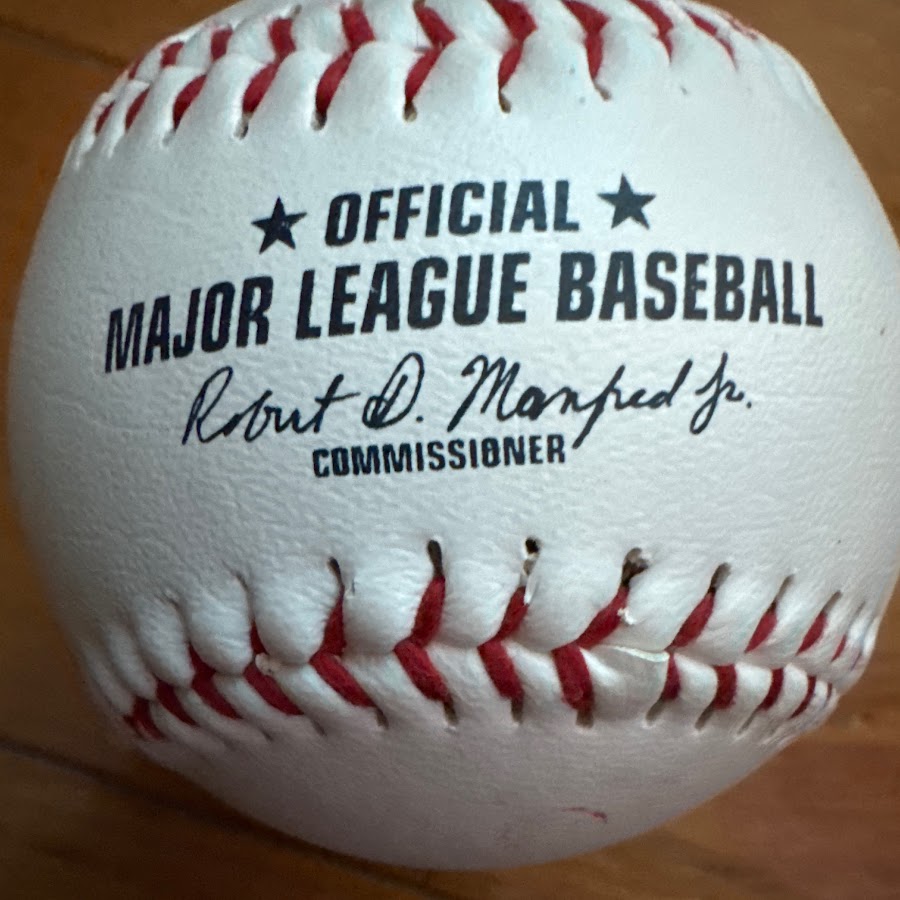 ★ OFFICIAL ★
MAJOR LEAGUE BASEBALL
Robert D. Manfred Jr.
COMMISSIONER